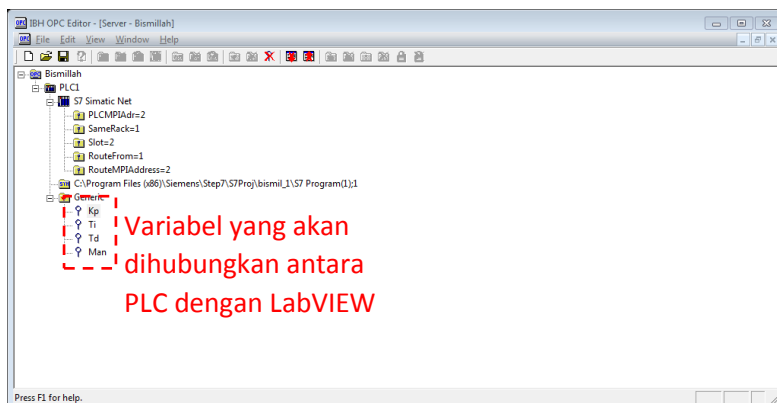 IBH OPC Editor - [Server - Bismillah]
File Edit View Window Help
Bismillah
PLC1
S7 Simatic Net
PLCMPIAdr=2
SameRack=1
Slot=2
RouteFrom=1
RouteMPIAddress=2
C:\Program Files (x86)\Siemens\Step7\S7Proj\bismil_1\S7 Program(1);1
Generic
Kp
Ti
Td
Man
Variabel yang akan
dihubungkan antara
PLC dengan LabVIEW
Press F1 for help.